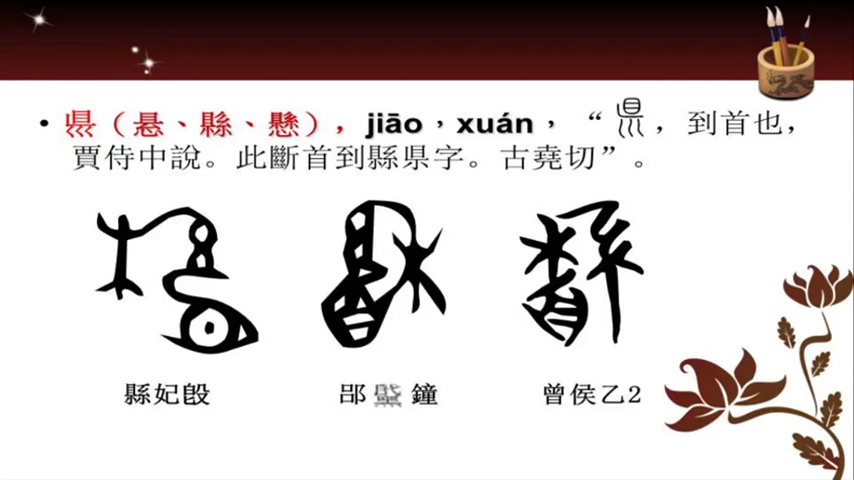 • 県（悬、縣、懸），jiāo，xuán，“県，到首也，
賈侍中說。此斷首到縣県字。古堯切”。
縣妃𣪘 郘鐘 曾侯乙2